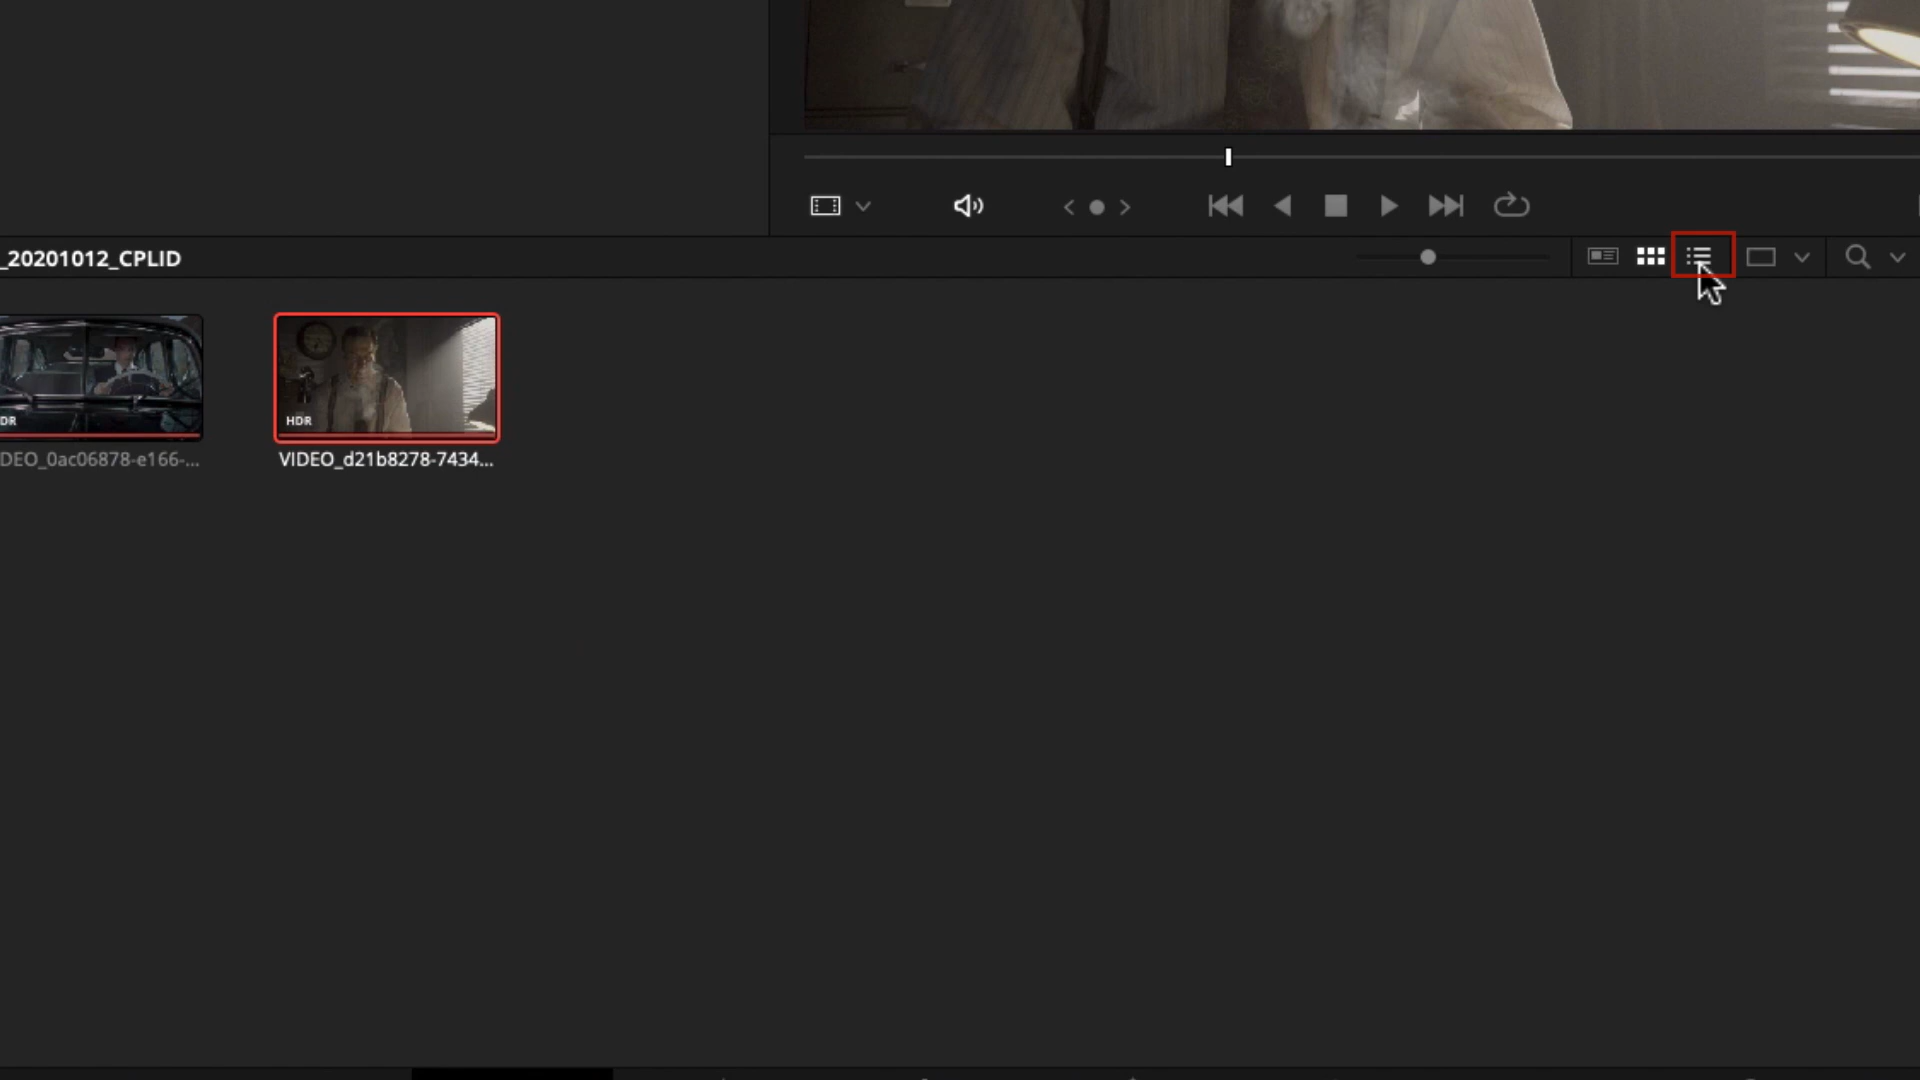 _20201012_CPLID
DR
HDR
DEO_0ac06878-e166-...
VIDEO_d21b8278-7434...